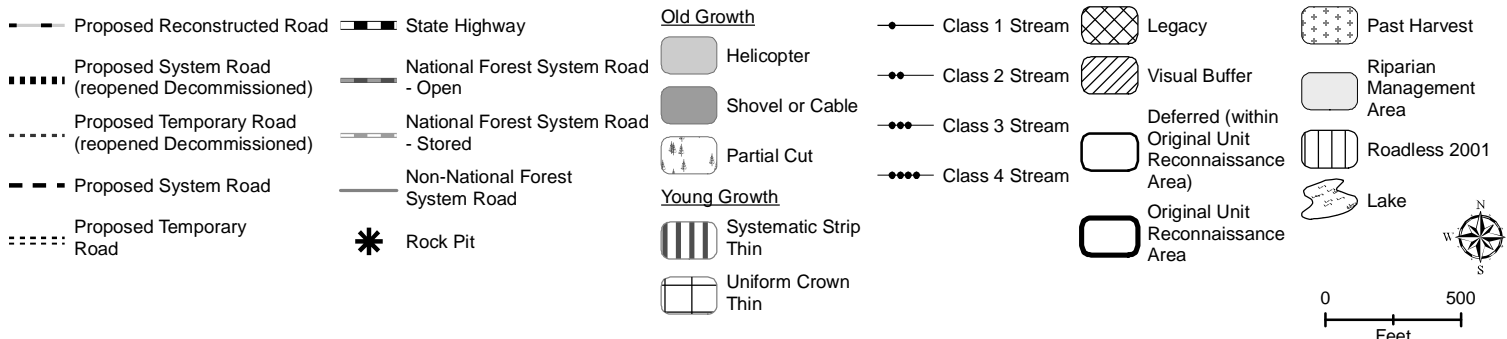 Proposed Reconstructed Road
Proposed System Road
(reopened Decommissioned)
Proposed Temporary Road
(reopened Decommissioned)
Proposed System Road
Proposed Temporary
Road
State Highway
National Forest System Road
- Open
National Forest System Road
- Stored
Non-National Forest
System Road
Rock Pit
Old Growth
Helicopter
Shovel or Cable
Partial Cut
Young Growth
Systematic Strip
Thin
Uniform Crown
Thin
Class 1 Stream
Class 2 Stream
Class 3 Stream
Class 4 Stream
Legacy
Visual Buffer
Deferred (within
Original Unit
Reconnaissance
Area)
Original Unit
Reconnaissance
Area
Past Harvest
Riparian
Management
Area
Roadless 2001
Lake
N
W E
S
0 500
Feet